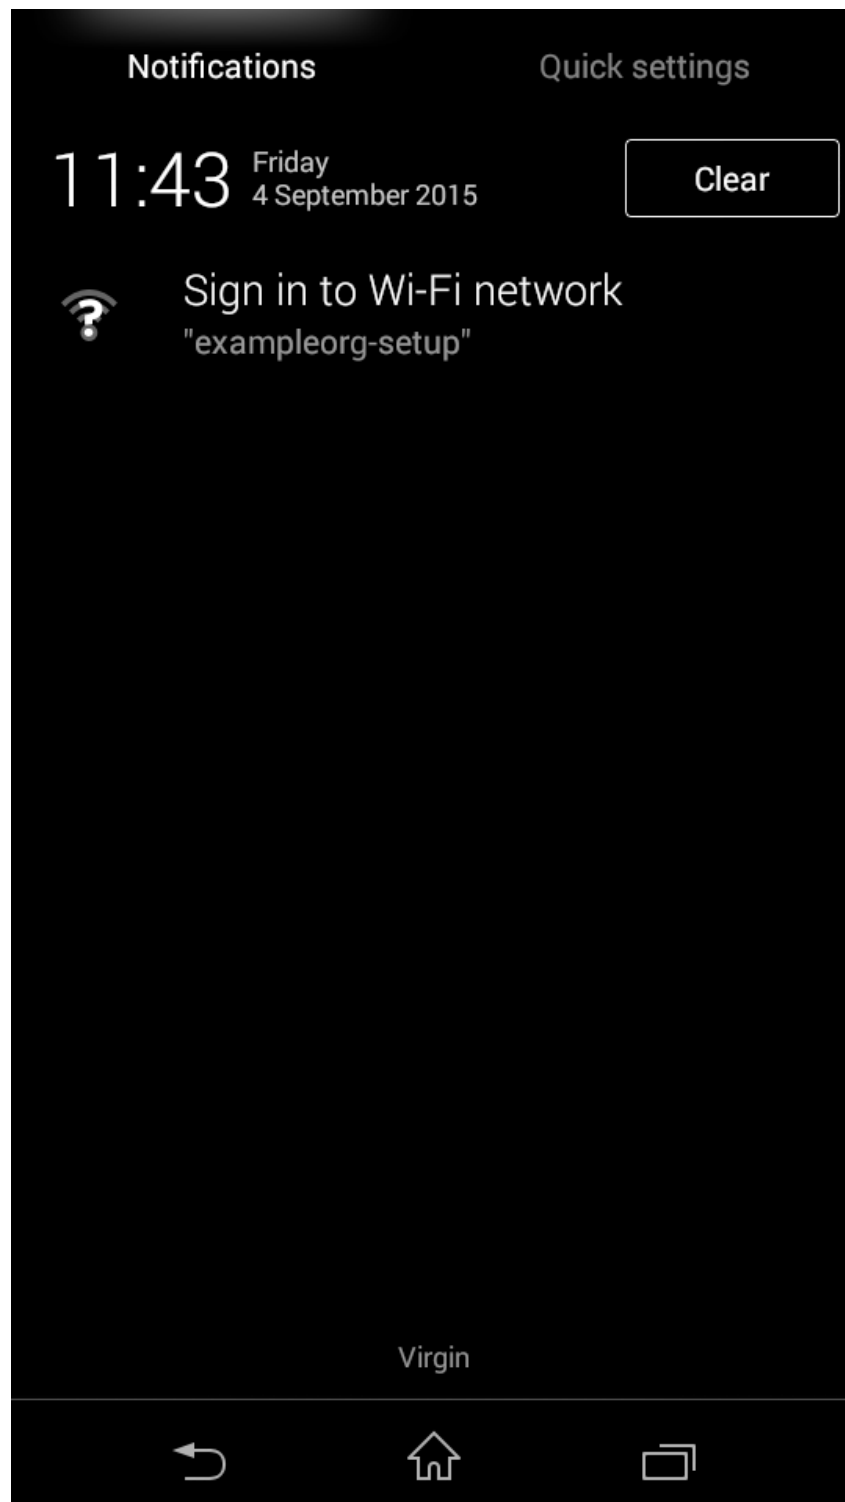 Notifications
Quick settings
11:43
Friday
4 September 2015
Clear
Sign in to Wi-Fi network
"exampleorg-setup"
Virgin